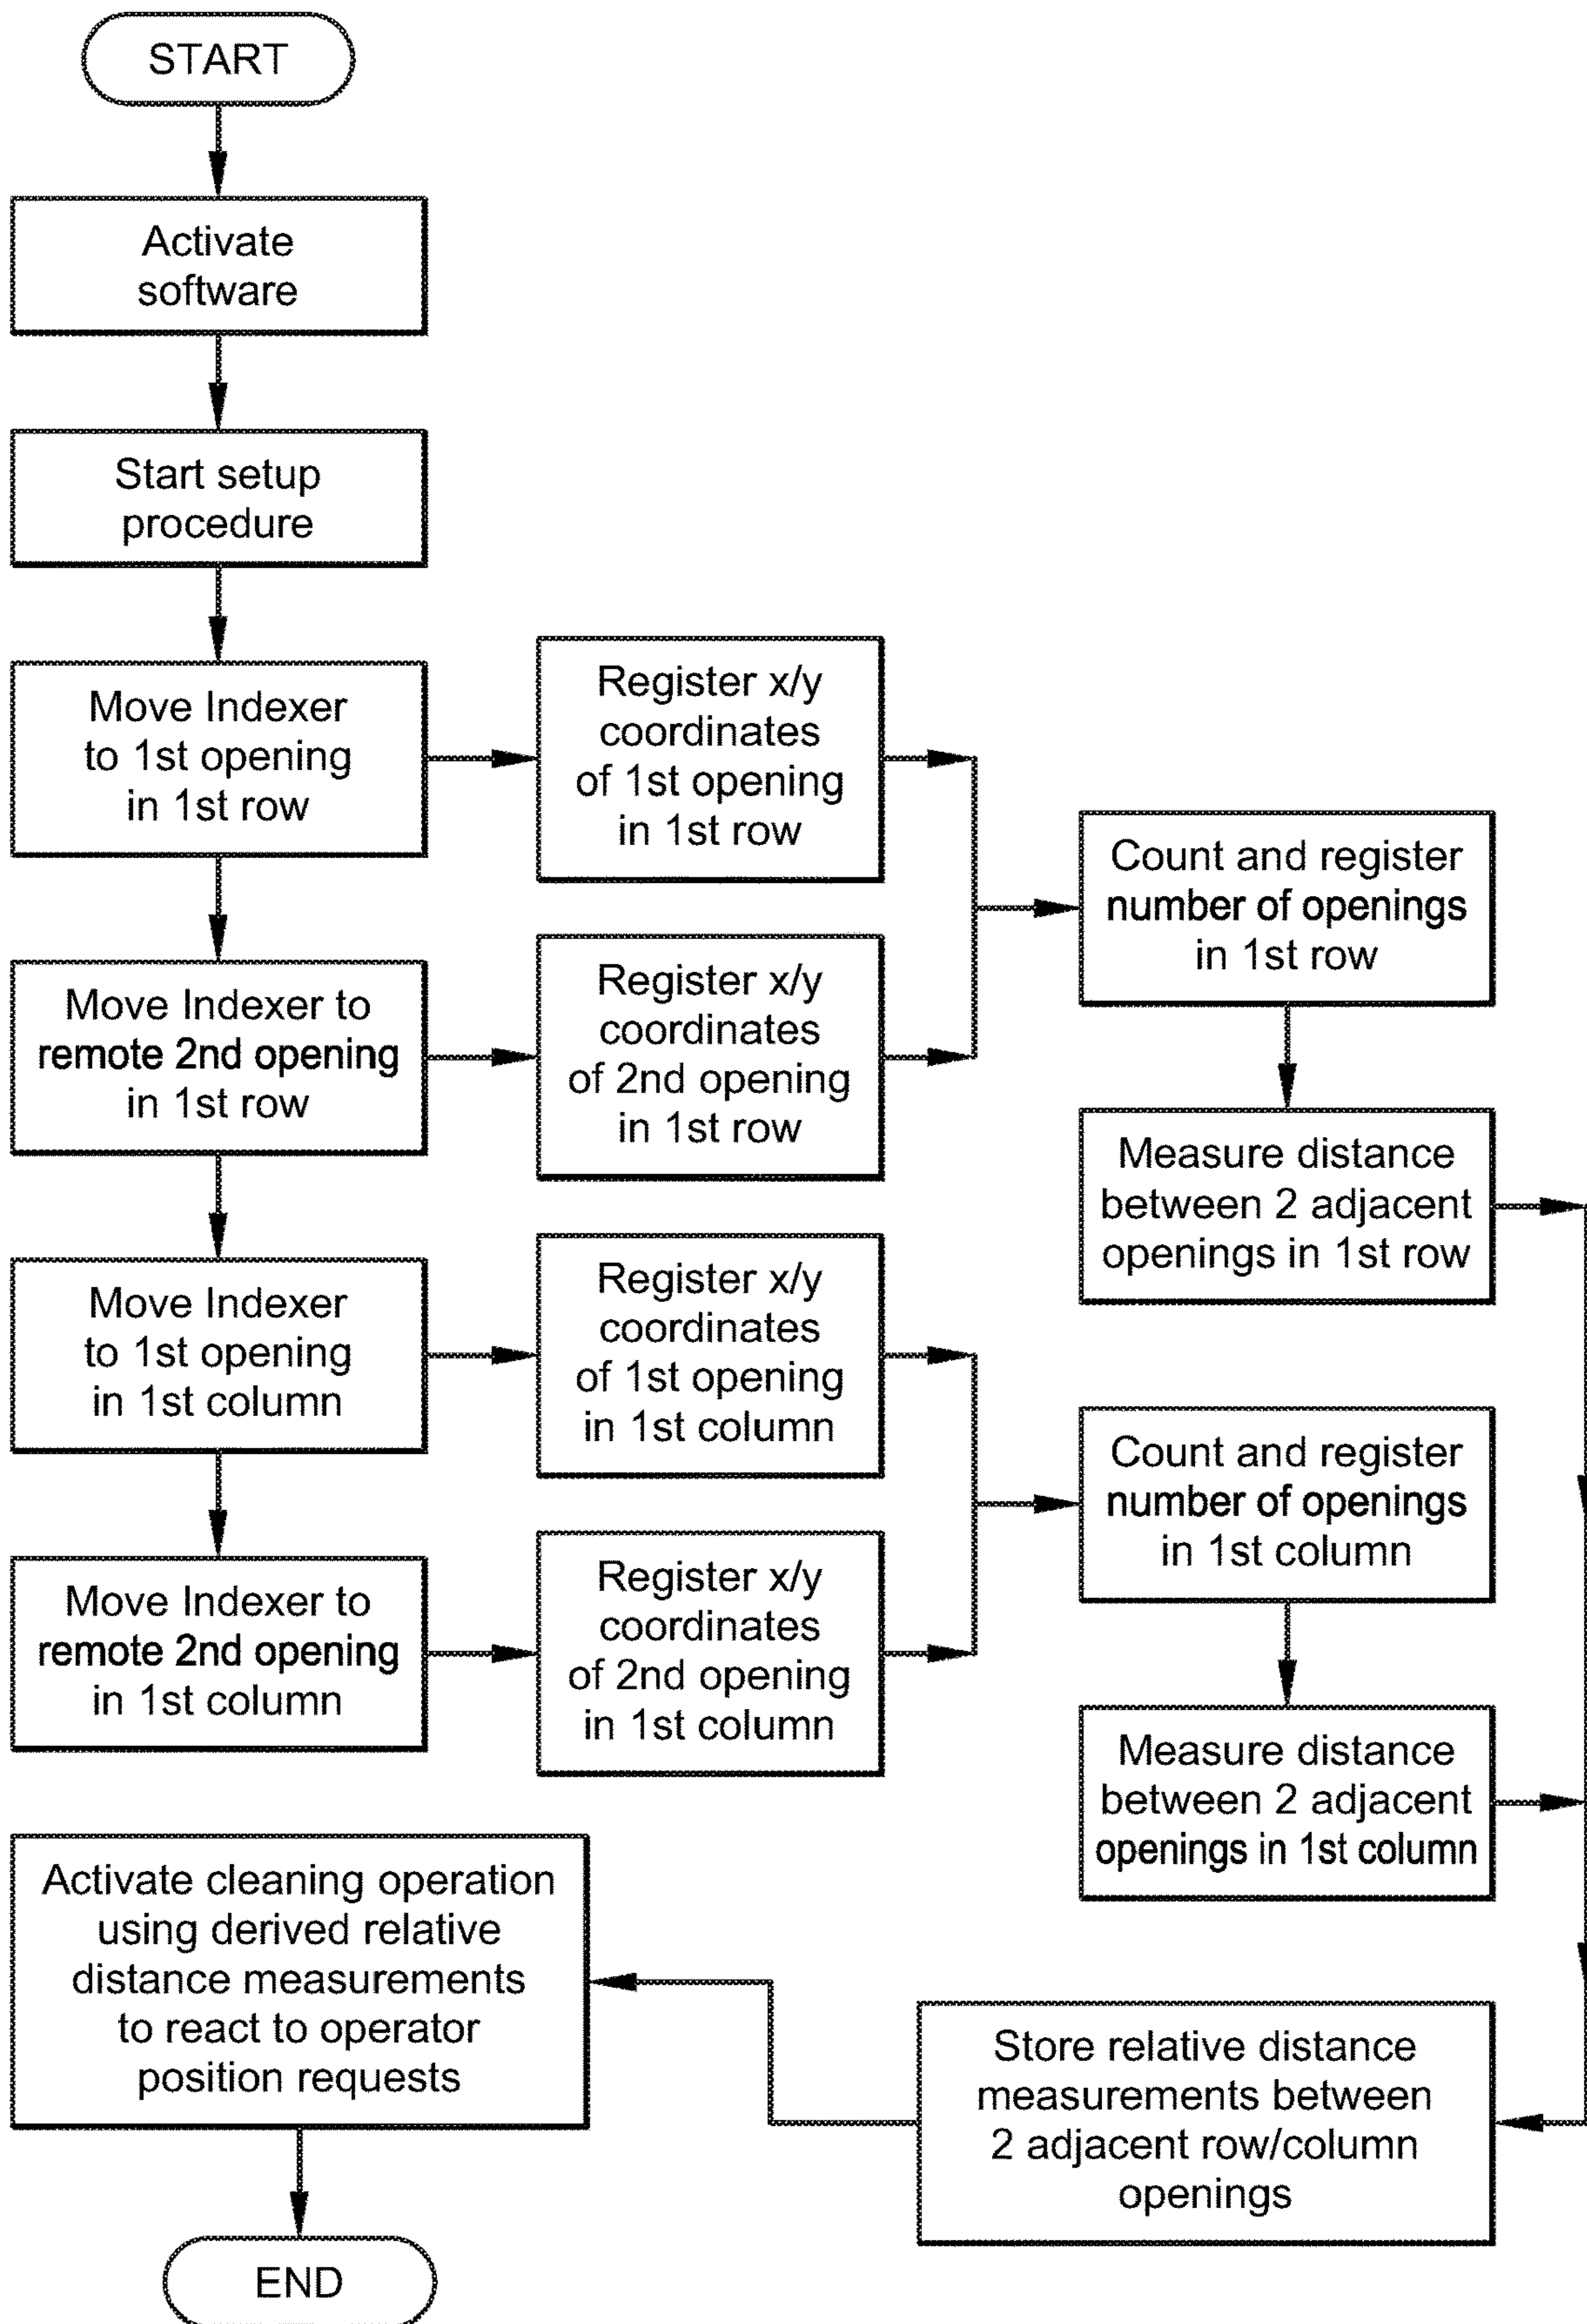 START
Activate
software
Start setup
procedure
Move Indexer
to 1st opening
in 1st row
Register x/y
coordinates
of 1st opening
in 1st row
Move Indexer to
remote 2nd opening
in 1st row
Register x/y
coordinates
of 2nd opening
in 1st row
Count and register
number of openings
in 1st row
Measure distance
between 2 adjacent
openings in 1st row
Move Indexer
to 1st opening
in 1st column
Register x/y
coordinates
of 1st opening
in 1st column
Move Indexer to
remote 2nd opening
in 1st column
Register x/y
coordinates
of 2nd opening
in 1st column
Count and register
number of openings
in 1st column
Measure distance
between 2 adjacent
openings in 1st column
Store relative distance
measurements between
2 adjacent row/column
openings
Activate cleaning operation
using derived relative
distance measurements
to react to operator
position requests
END